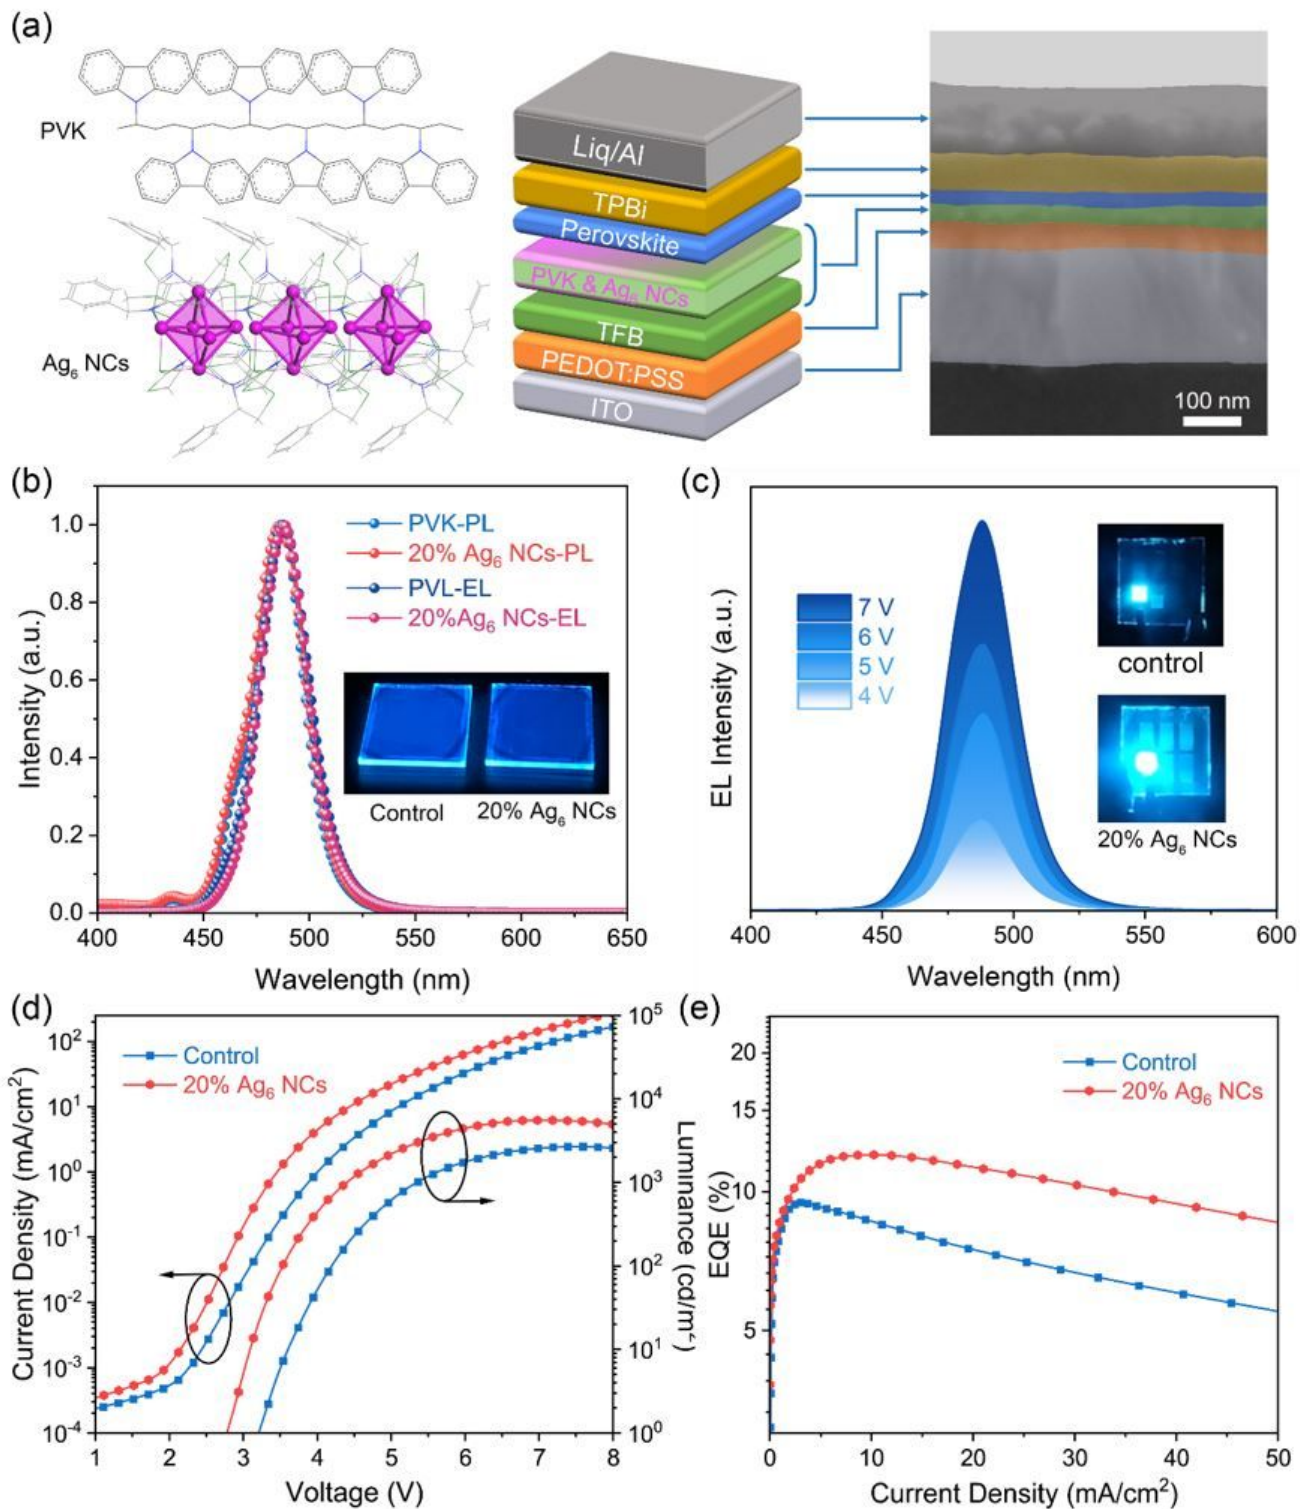 (a)
PVK
Ag₆ NCs
Liq/Al
TPBi
Perovskite
PVK & Ag₆ NCs
TFB
PEDOT:PSS
ITO
100 nm
(b)
PVK-PL
20% Ag₆ NCs-PL
PVL-EL
20%Ag₆ NCs-EL
Control
20% Ag₆ NCs
Intensity (a.u.)
1.0
0.8
0.6
0.4
0.2
0.0
400 450 500 550 600 650
Wavelength (nm)
(c)
7 V
6 V
5 V
4 V
control
20% Ag₆ NCs
EL Intensity (a.u.)
400 450 500 550 600
Wavelength (nm)
(d)
Control
20% Ag₆ NCs
Current Density (mA/cm²)
10²
10¹
10⁰
10⁻¹
10⁻²
10⁻³
10⁻⁴
Luminance (cd/m²)
10⁵
10⁴
10³
10²
10¹
10⁰
1 2 3 4 5 6 7 8
Voltage (V)
(e)
Control
20% Ag₆ NCs
EQE (%)
20
15
10
5
0 10 20 30 40 50
Current Density (mA/cm²)